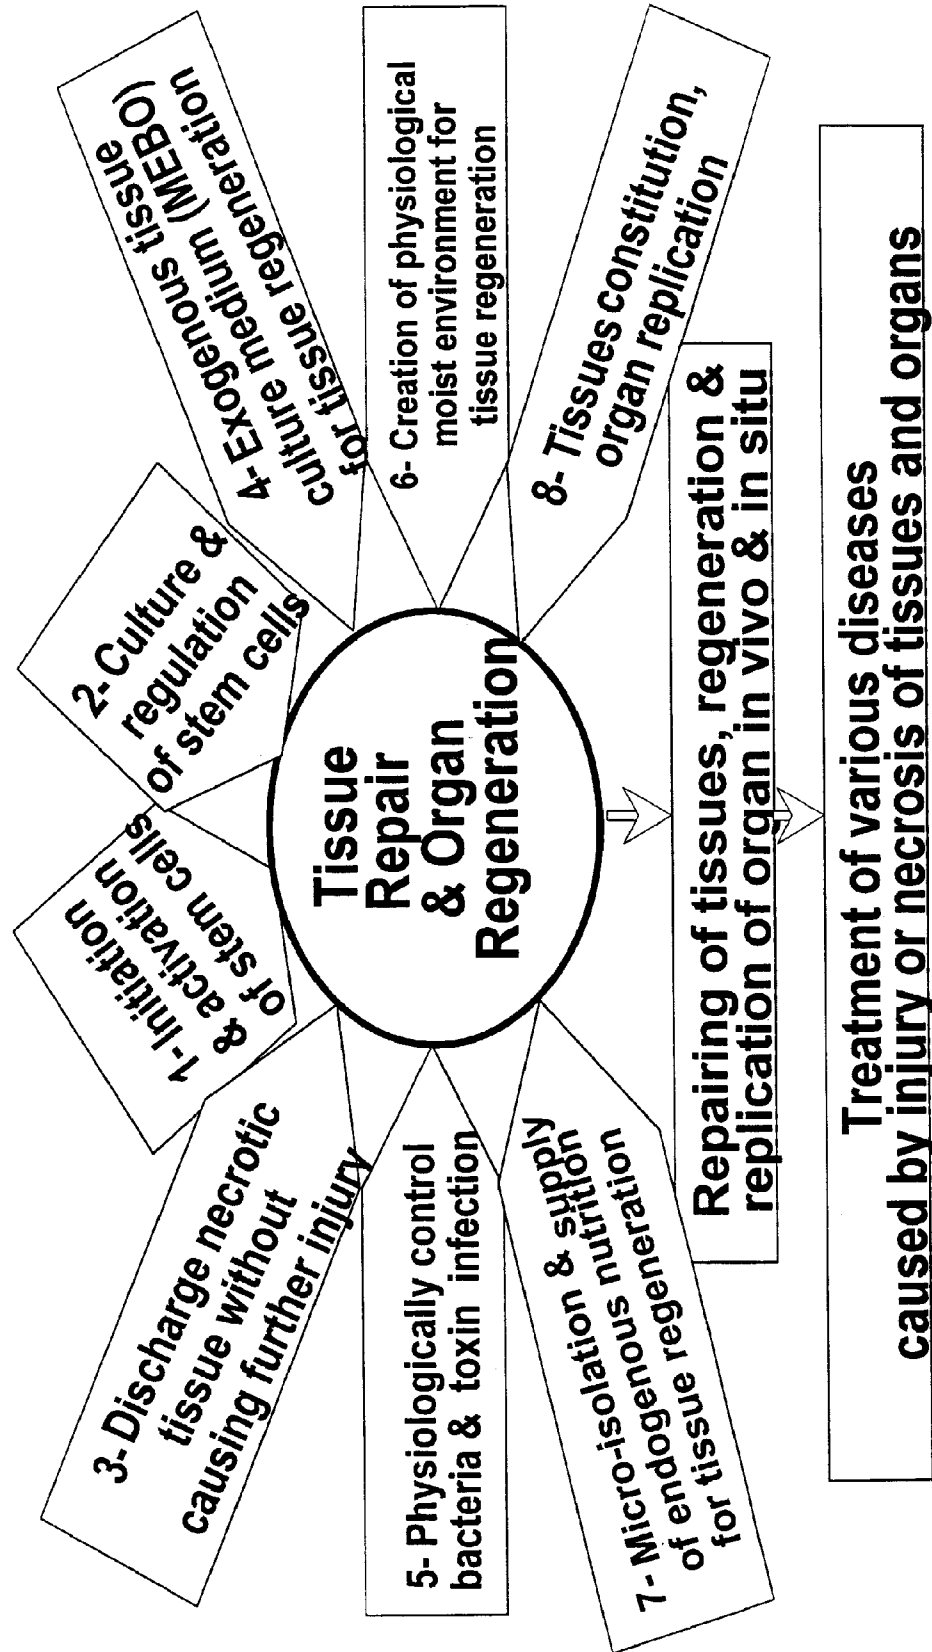 1- Initiation
& activation
of stem cells
2- Culture &
regulation
of stem cells
3- Discharge necrotic
tissue without
causing further injury
4- Exogenous tissue
culture medium (MEBO)
for tissue regeneration
5- Physiologically control
bacteria & toxin infection
6- Creation of physiological
moist environment for
tissue regeneration
7- Micro-isolation & supply
of endogenous nutrition
for tissue regeneration
8- Tissues constitution,
organ replication
Tissue
Repair
& Organ
Regeneration
Repairing of tissues, regeneration &
replication of organ in vivo & in situ
Treatment of various diseases
caused by injury or necrosis of tissues and organs